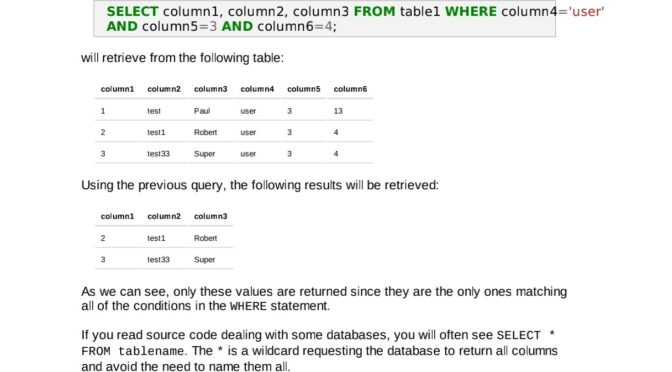 SELECT column1, column2, column3 FROM table1 WHERE column4='user'
AND column5=3 AND column6=4;
will retrieve from the following table:
column1 column2 column3 column4 column5 column6
1 test Paul user 3 13
2 test1 Robert user 3 4
3 test33 Super user 3 4
Using the previous query, the following results will be retrieved:
column1 column2 column3
2 test1 Robert
3 test33 Super
As we can see, only these values are returned since they are the only ones matching
all of the conditions in the WHERE statement.
If you read source code dealing with some databases, you will often see SELECT *
FROM tablename. The * is a wildcard requesting the database to return all columns
and avoid the need to name them all.